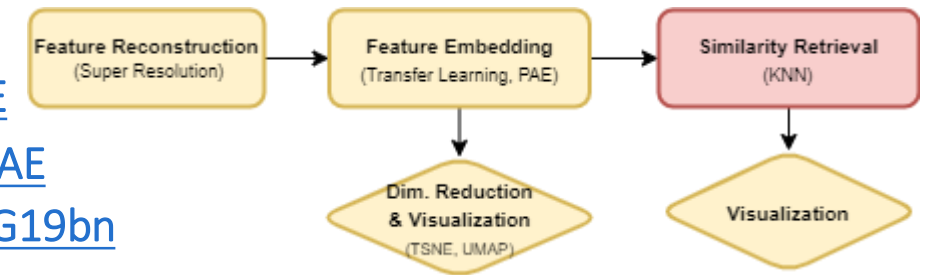 Feature Reconstruction
(Super Resolution)
Feature Embedding
(Transfer Learning, PAE)
Similarity Retrieval
(KNN)
E
AE
G19bn
Dim. Reduction
& Visualization
(TSNE, UMAP)
Visualization